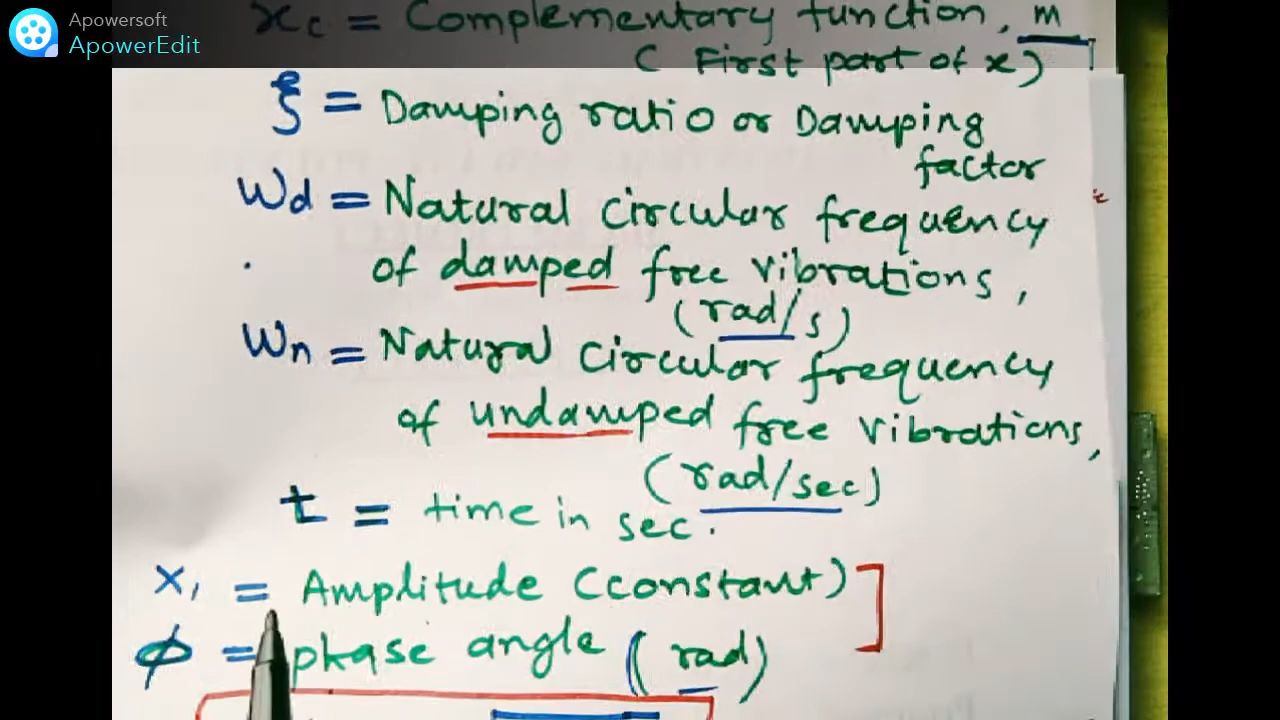 Apowersoft
ApowerEdit
xc = Complementary function, m
( First part of x)
ξ = Damping ratio or Damping
factor
Wd = Natural circular frequency
of damped free vibrations,
(rad/s)
Wn = Natural Circular frequency
of undamped free vibrations,
(rad/sec)
t = time in sec.
X1 = Amplitude (constant)
ϕ = phase angle (rad)